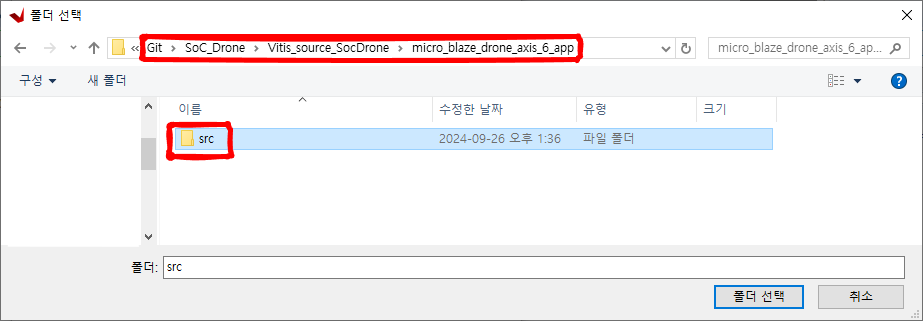 폴더 선택
« Git > SoC_Drone > Vitis_source_SocDrone > micro_blaze_drone_axis_6_app
micro_blaze_drone_axis_6_ap...
구성 새 폴더
이름 수정한 날짜 유형 크기
src 2024-09-26 오후 1:36 파일 폴더
폴더: src
폴더 선택 취소